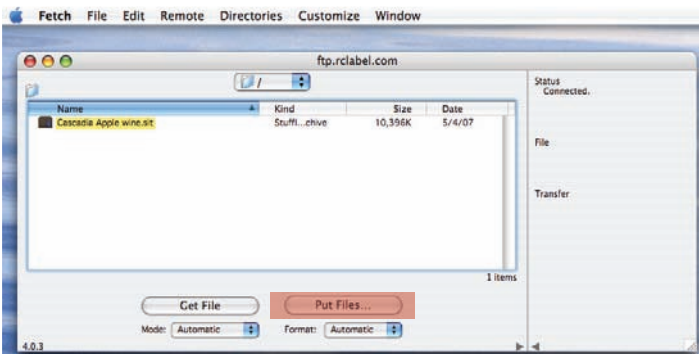 Fetch File Edit Remote Directories Customize Window
ftp.rclabel.com
/
Status
Connected.
Name Kind Size Date
Cascadia Apple wine.sit Stuffi...chive 10,396K 5/4/07
File
Transfer
1 items
Get File Put Files...
Mode: Automatic Format: Automatic
4.0.3